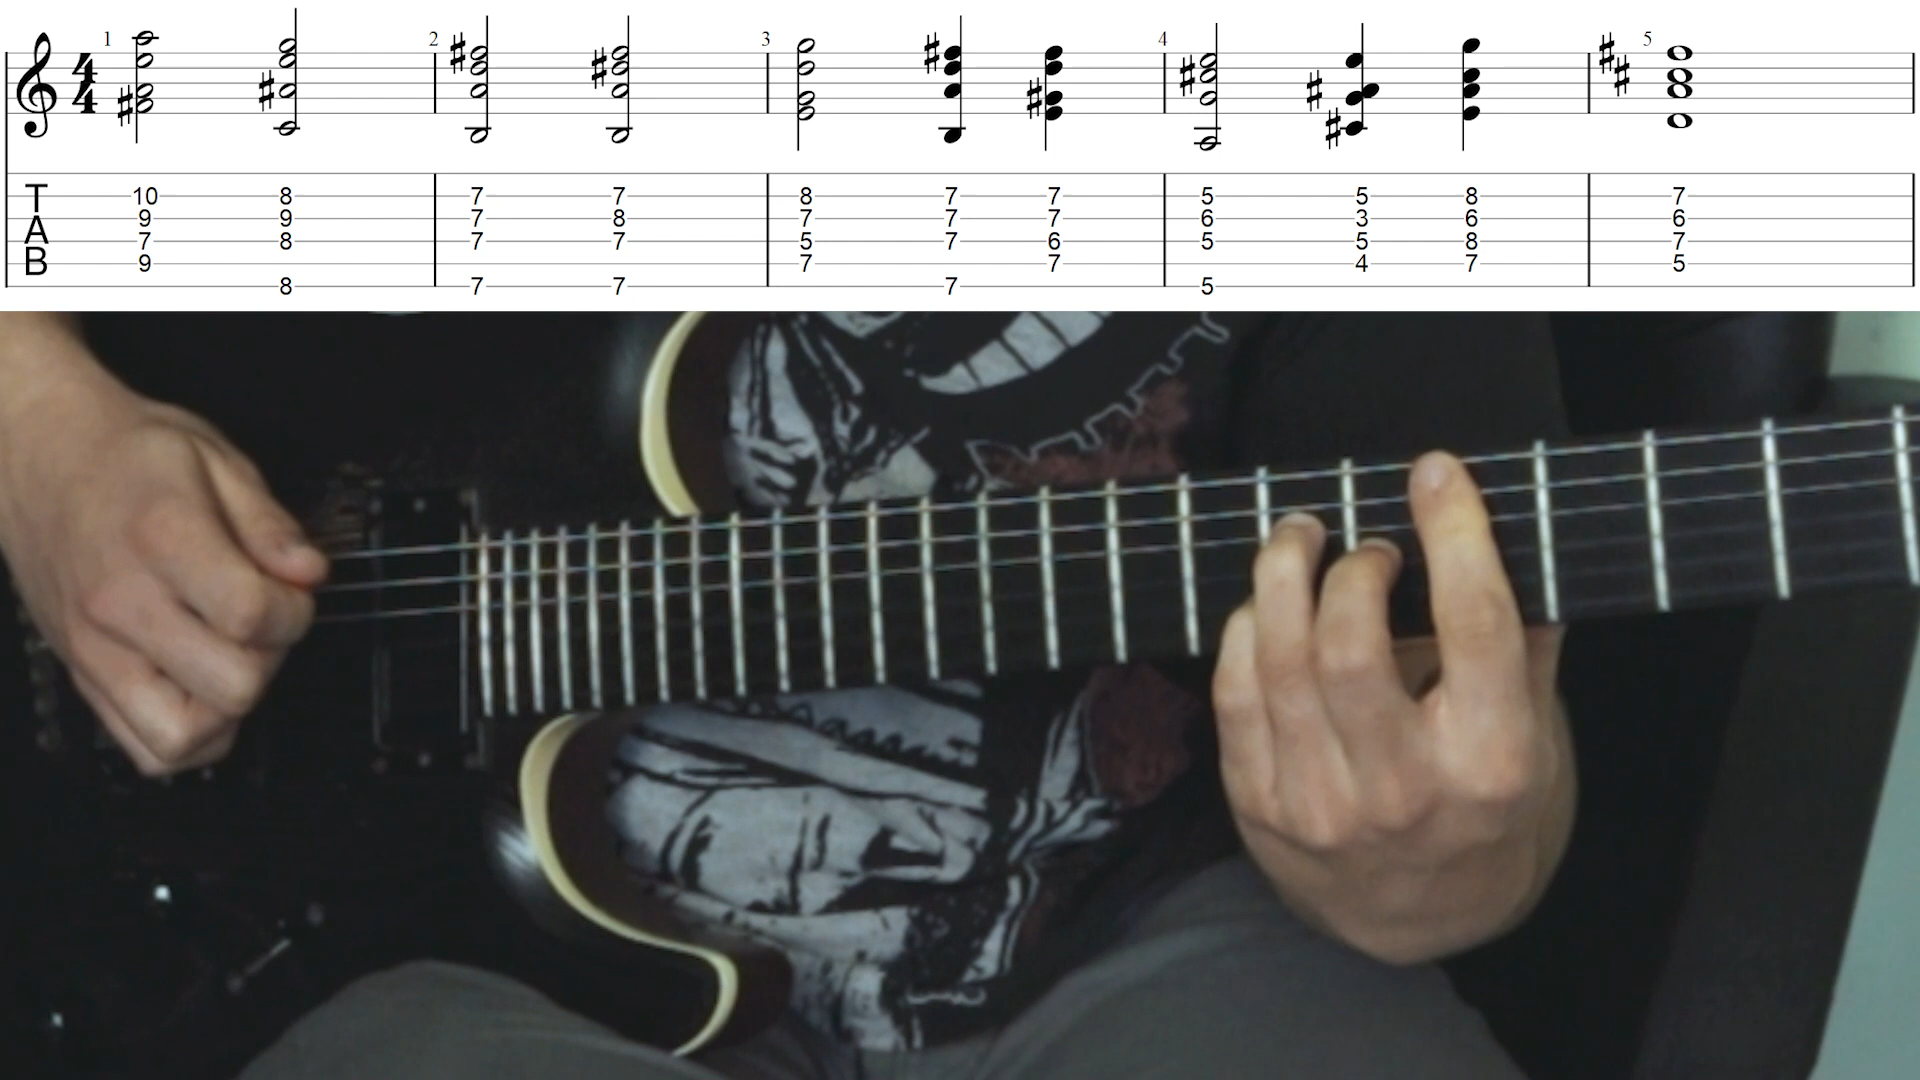 1 2 3 4 5
4
4
T 10 8 7 7 8 7 7 5 5 8 7
A 9 9 7 8 7 7 7 6 3 6 6
7 8 7 7 5 7 6 5 5 8 7
B 9 7 7 4 7 5
8 7 7 7 5